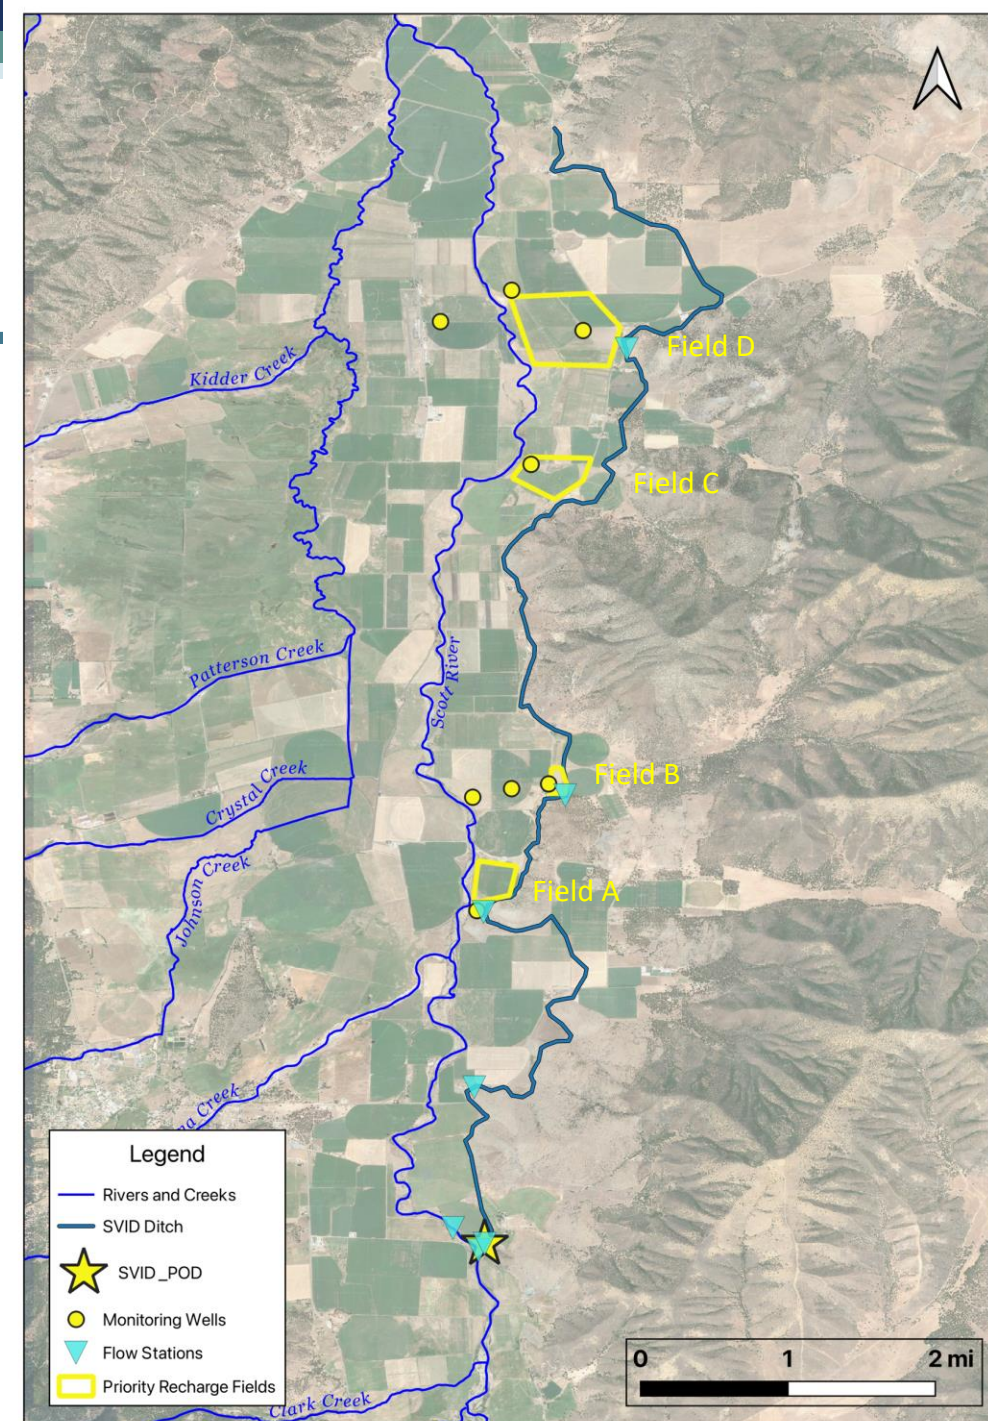 Kidder Creek
Field D
Field C
Patterson Creek
Scott River
Crystal Creek
Field B
Johnson Creek
Field A
na Creek
Legend
Rivers and Creeks
SVID Ditch
SVID_POD
Monitoring Wells
Flow Stations
Priority Recharge Fields
Clark Creek
0 1 2 mi